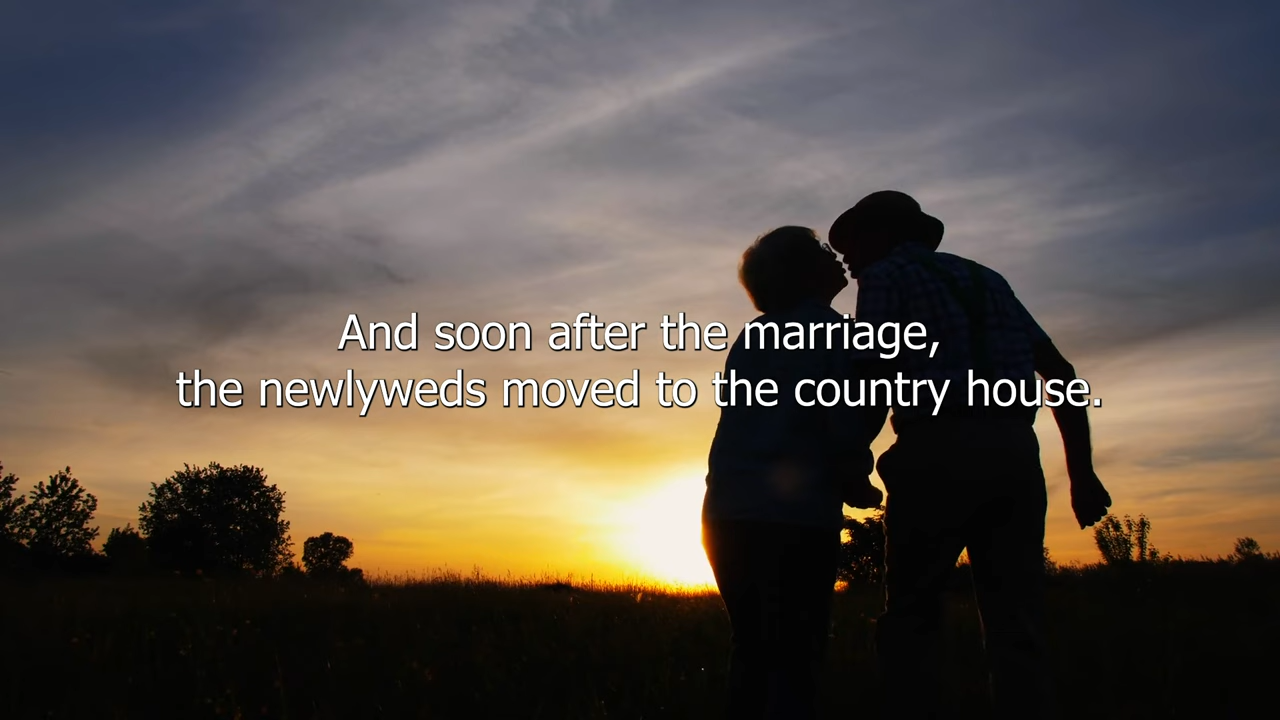 And soon after the marriage,
the newlyweds moved to the country house.